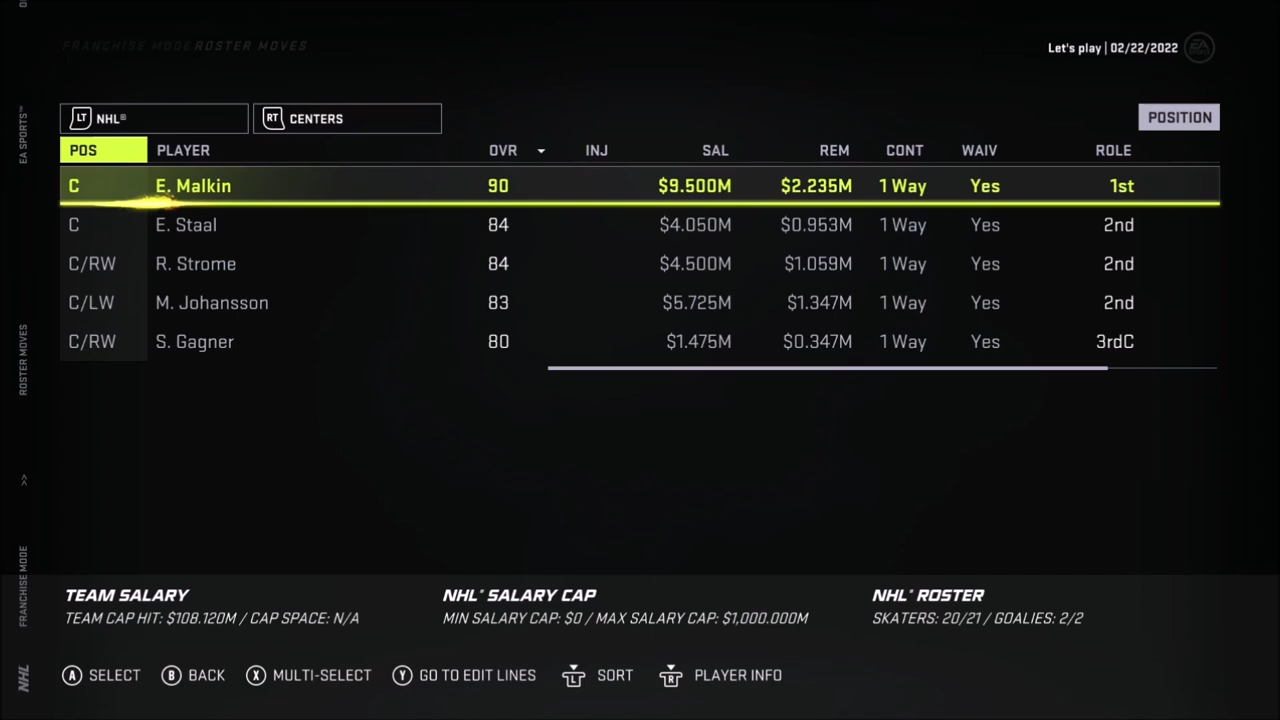 FRANCHISE MODE ROSTER MOVES
Let's play | 02/22/2022
EA SPORTS™
ROSTER MOVES
>>
FRANCHISE MODE
NHL
LT NHL® RT CENTERS POSITION
POS PLAYER OVR INJ SAL REM CONT WAIV ROLE
C E. Malkin 90 $9.500M $2.235M 1 Way Yes 1st
C E. Staal 84 $4.050M $0.953M 1 Way Yes 2nd
C/RW R. Strome 84 $4.500M $1.059M 1 Way Yes 2nd
C/LW M. Johansson 83 $5.725M $1.347M 1 Way Yes 2nd
C/RW S. Gagner 80 $1.475M $0.347M 1 Way Yes 3rdC
TEAM SALARY NHL® SALARY CAP NHL® ROSTER
TEAM CAP HIT: $108.120M / CAP SPACE: N/A MIN SALARY CAP: $0 / MAX SALARY CAP: $1,000.000M SKATERS: 20/21 / GOALIES: 2/2
A SELECT B BACK X MULTI-SELECT Y GO TO EDIT LINES L SORT R PLAYER INFO